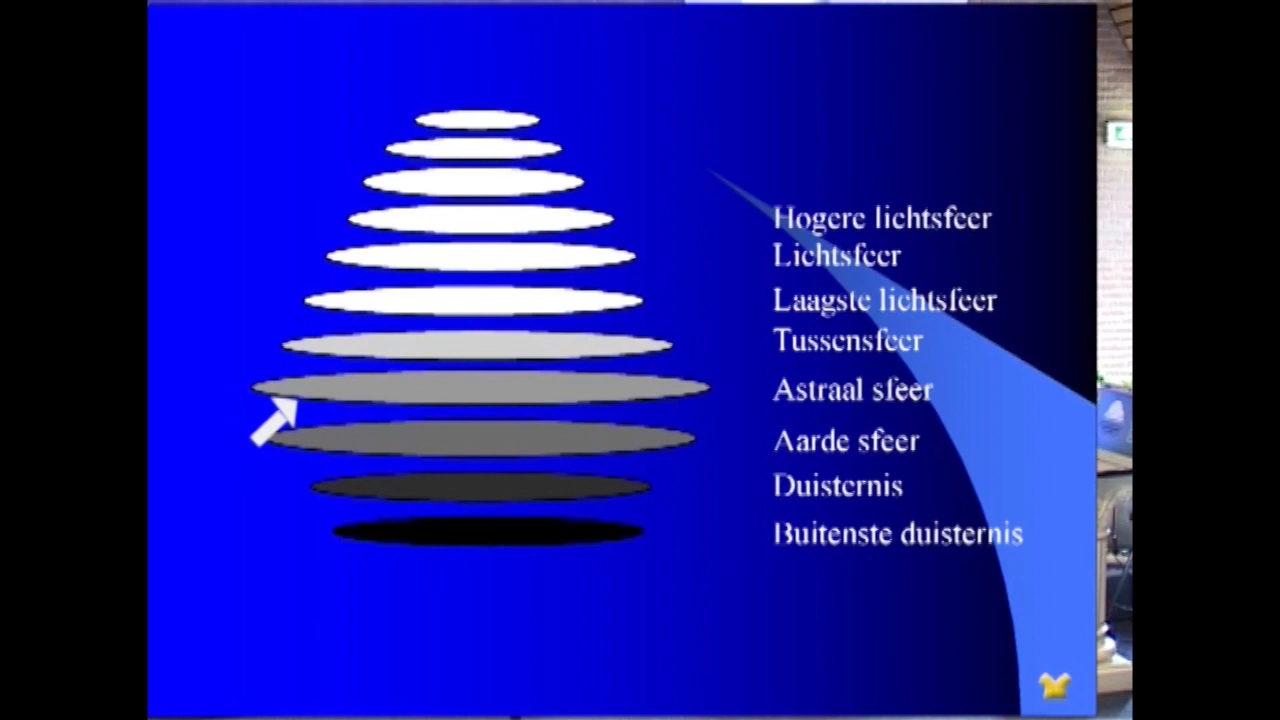 Hogere lichtsfeer
Lichtsfeer
Laagste lichtsfeer
Tussensfeer
Astraal sfeer
Aarde sfeer
Duisternis
Buitenste duisternis